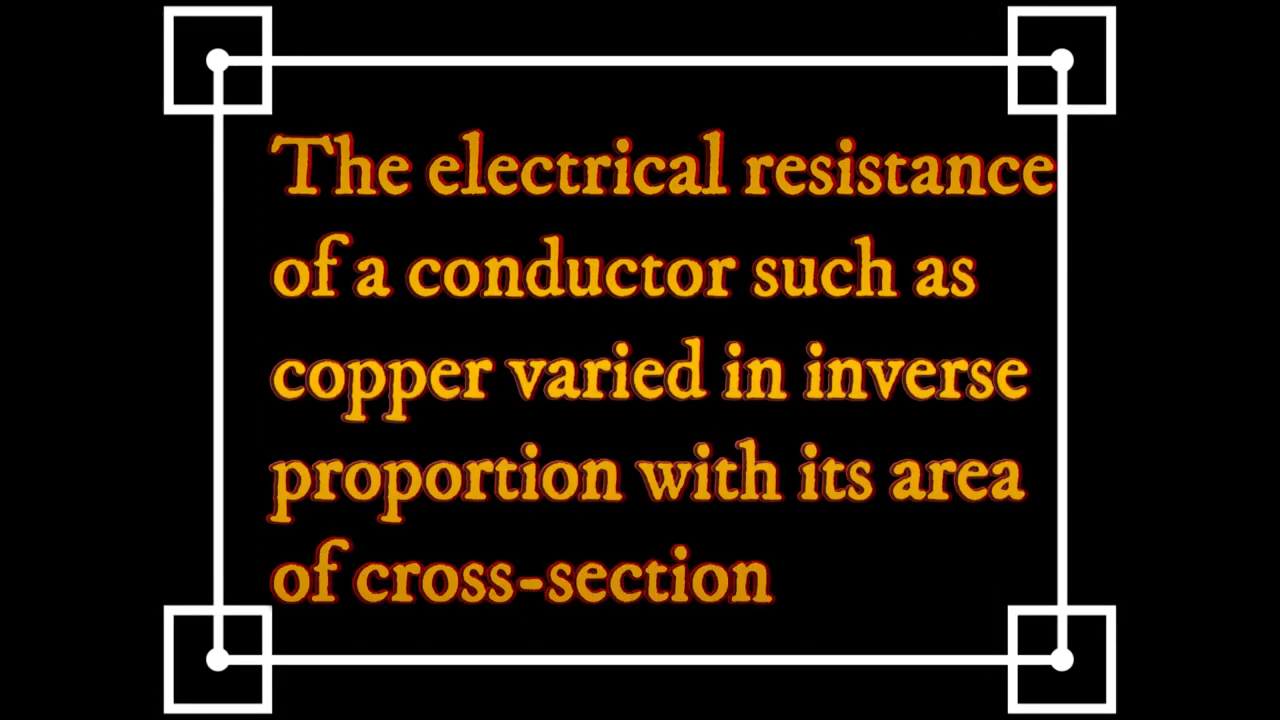 The electrical resistance
of a conductor such as
copper varied in inverse
proportion with its area
of cross-section